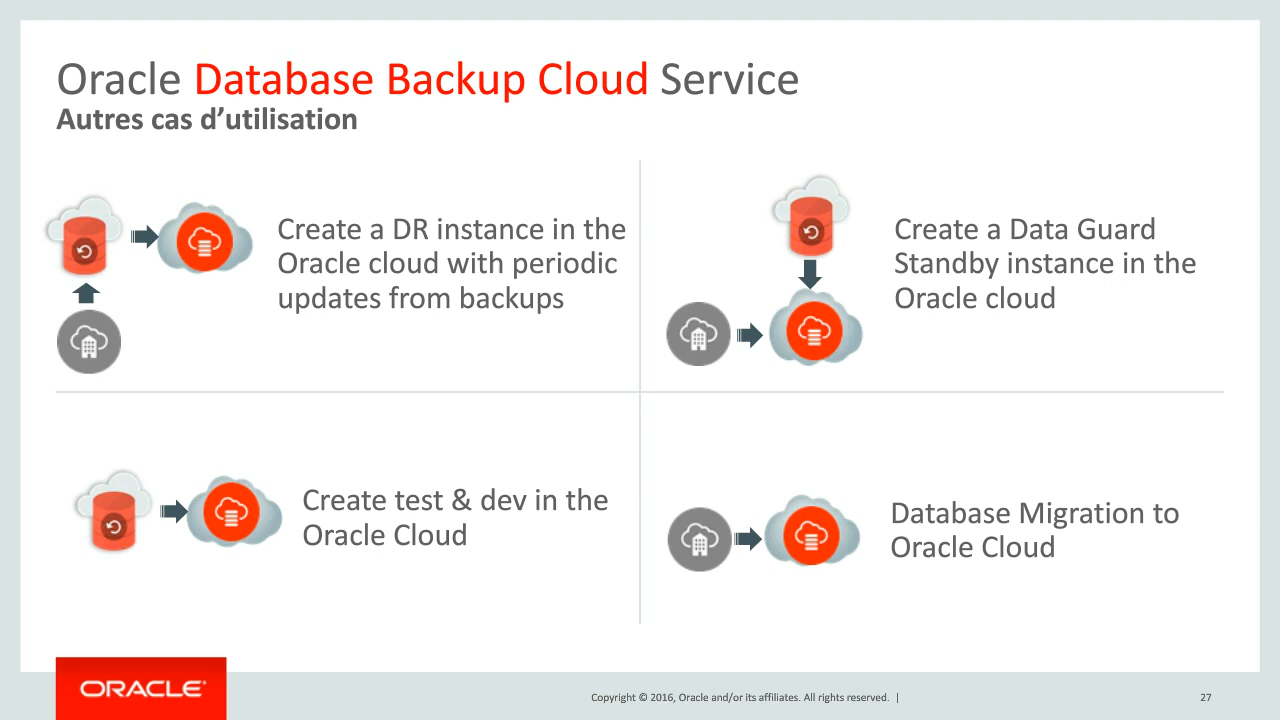 Oracle Database Backup Cloud Service
Autres cas d’utilisation
Create a DR instance in the
Oracle cloud with periodic
updates from backups
Create a Data Guard
Standby instance in the
Oracle cloud
Create test & dev in the
Oracle Cloud
Database Migration to
Oracle Cloud
ORACLE®
Copyright © 2016, Oracle and/or its affiliates. All rights reserved. |
27